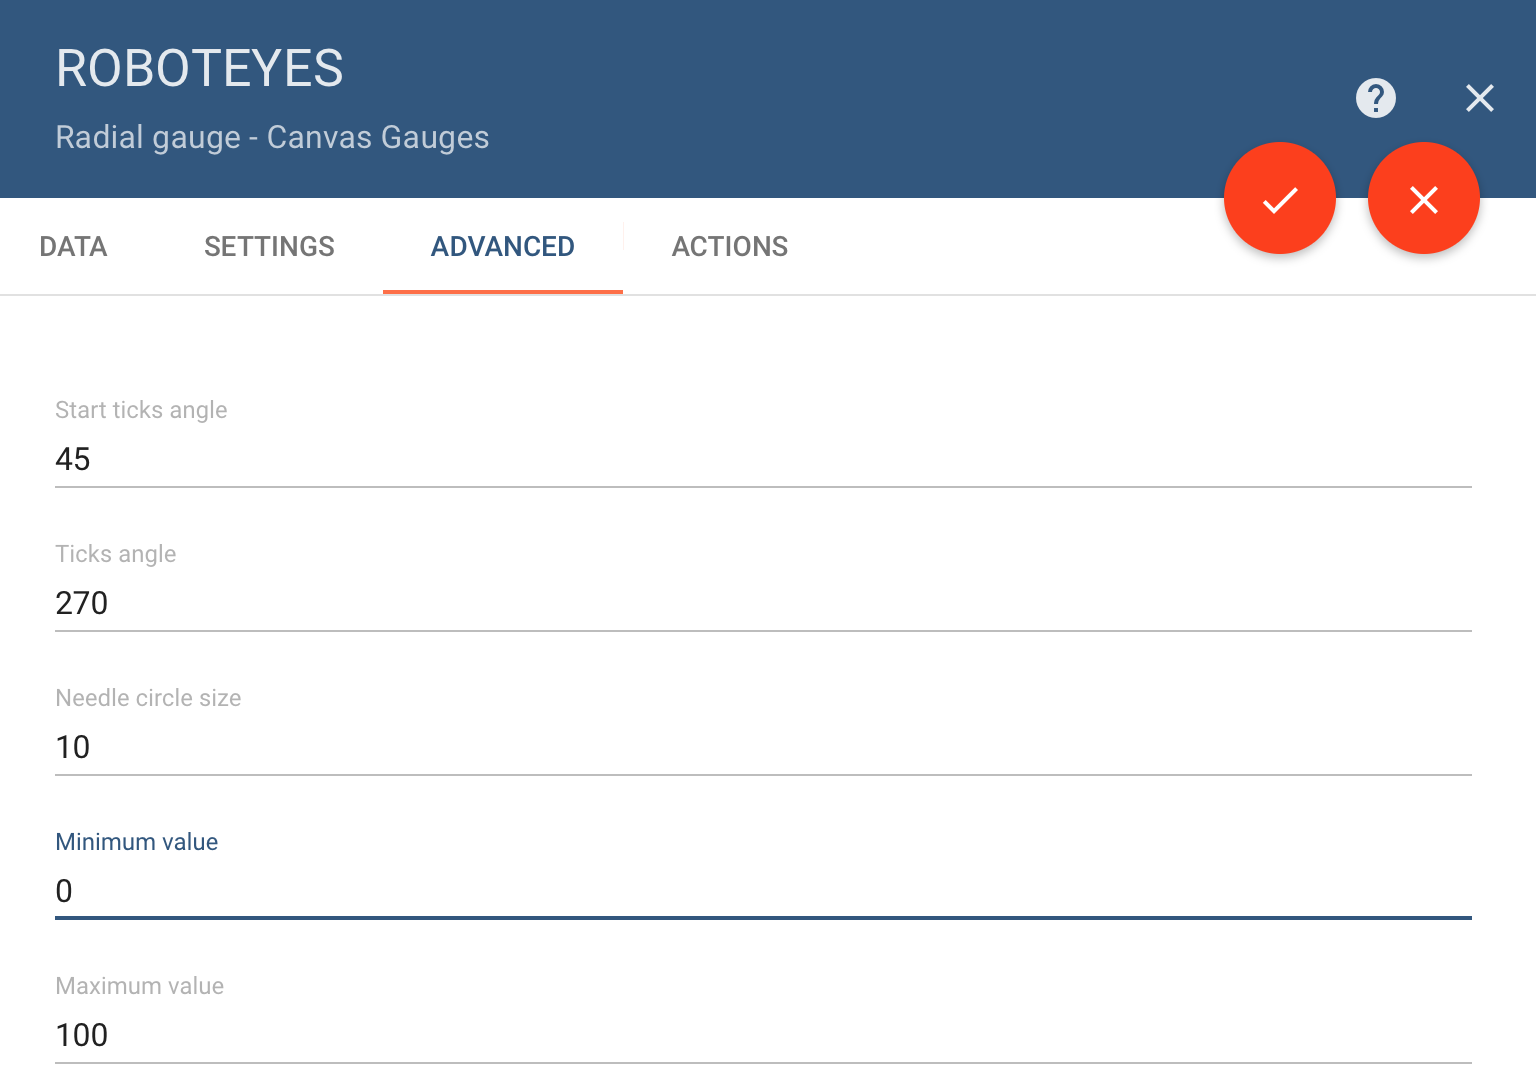 ROBOTEYES
Radial gauge - Canvas Gauges
?
DATA SETTINGS ADVANCED ACTIONS
Start ticks angle
45
Ticks angle
270
Needle circle size
10
Minimum value
0
Maximum value
100